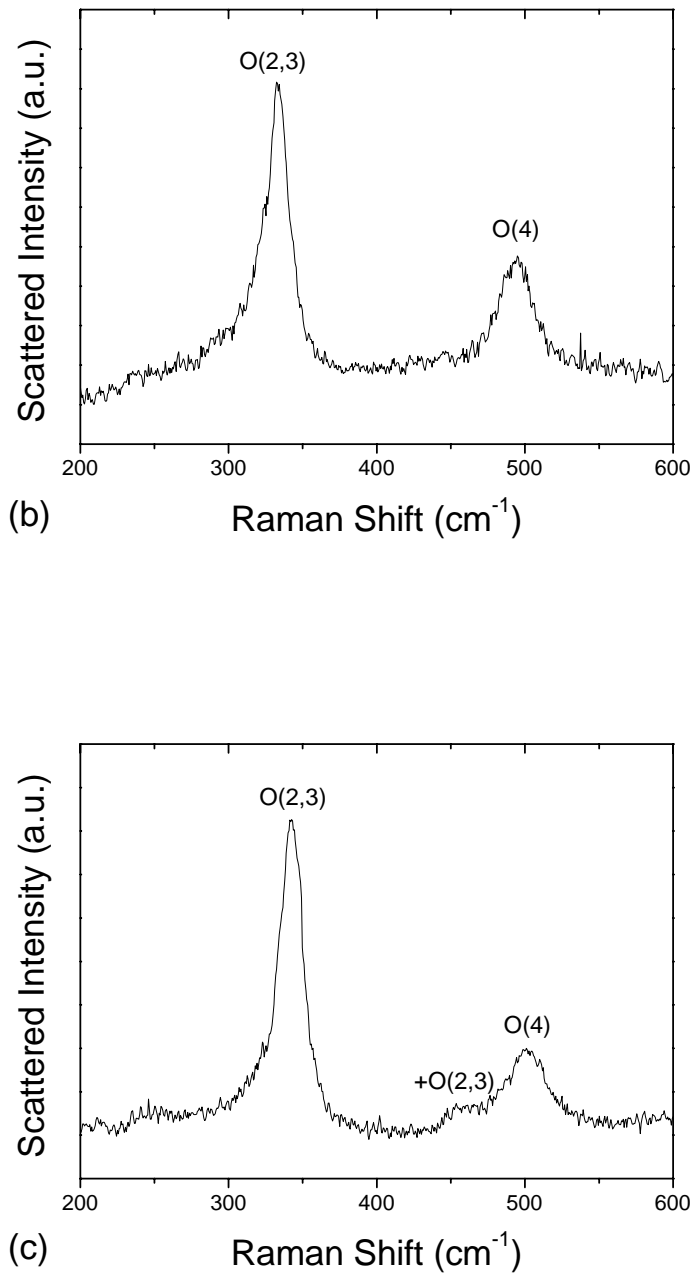 O(2,3)
O(4)
Scattered Intensity (a.u.)
200 300 400 500 600
(b) Raman Shift (cm⁻¹)
O(2,3)
O(4)
+O(2,3)
Scattered Intensity (a.u.)
200 300 400 500 600
(c) Raman Shift (cm⁻¹)